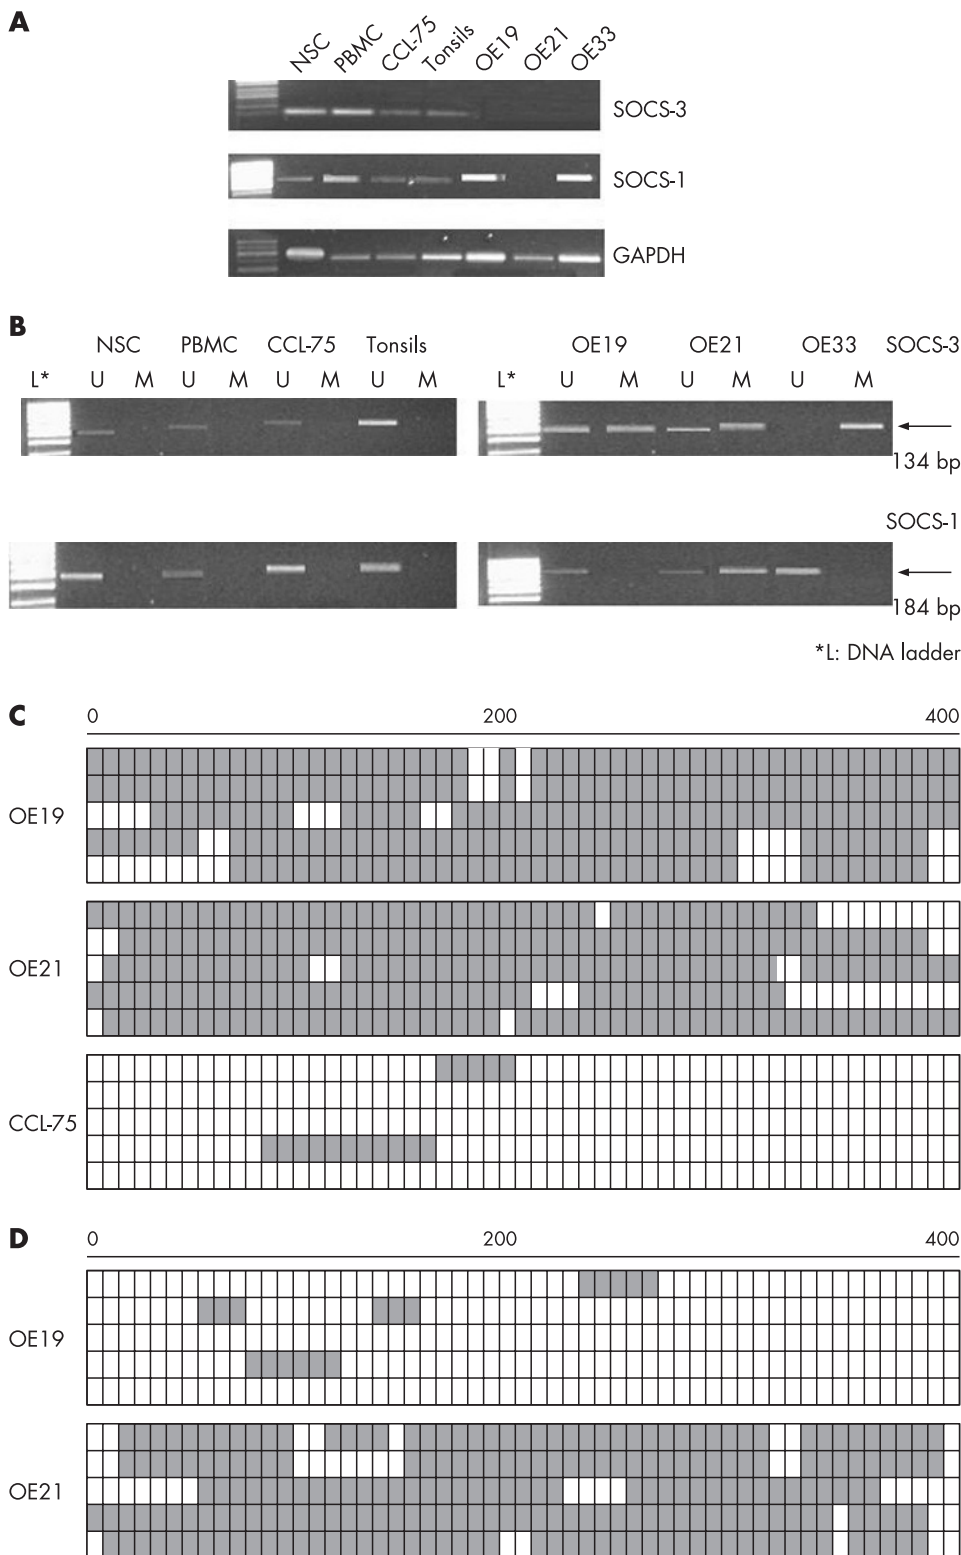 A
NSC PBMC CCL-75 Tonsils OE19 OE21 OE33
SOCS-3
SOCS-1
GAPDH
B
NSC PBMC CCL-75 Tonsils OE19 OE21 OE33 SOCS-3
L* U M U M U M U M L* U M U M U M
134 bp
SOCS-1
184 bp
*L: DNA ladder
C
0 200 400
OE19
OE21
CCL-75
D
0 200 400
OE19
OE21